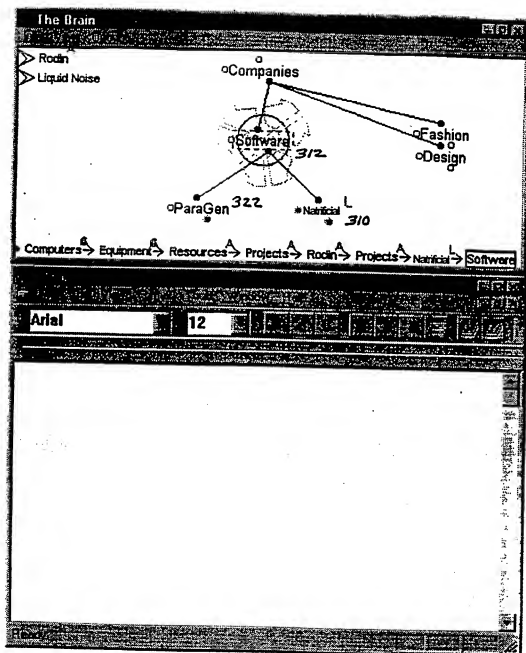 The Brain
A
Rodin
Liquid Noise
Companies
Software
312
Fashion
Design
ParaGen 322
L
Natrificial 310
Computers C Equipment C Resources A Projects A Rodin A Projects A Natrificial L Software
Arial 12
Ready